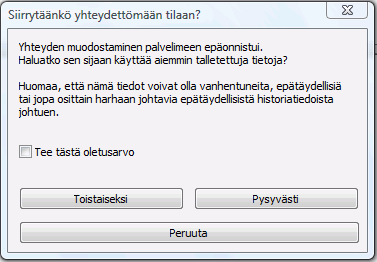 Siirrytäänkö yhteydettömään tilaan?
Yhteyden muodostaminen palvelimeen epäonnistui.
Haluatko sen sijaan käyttää aiemmin talletettuja tietoja?
Huomaa, että nämä tiedot voivat olla vanhentuneita, epätäydellisiä
tai jopa osittain harhaan johtavia epätäydellisistä historiatiedoista
johtuen.
Tee tästä oletusarvo
Toistaiseksi
Pysyvästi
Peruuta